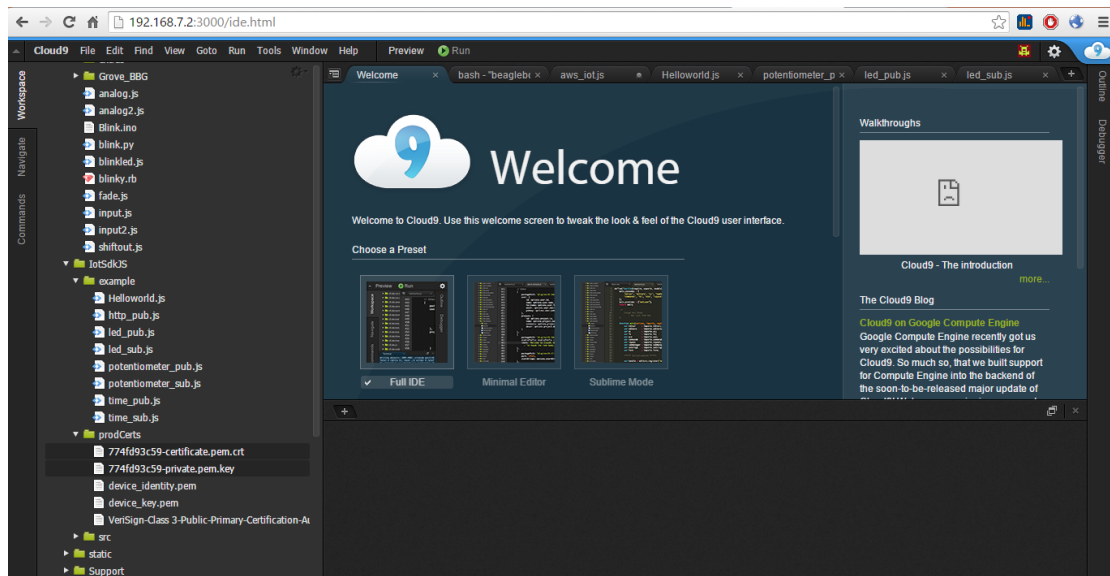 192.168.7.2:3000/ide.html
Cloud9 File Edit Find View Goto Run Tools Window Help Preview Run
Workspace
Navigate
Commands
Grove_BBG
analog.js
analog2.js
Blink.ino
blink.py
blinkled.js
blinky.rb
fade.js
input.js
input2.js
shiftout.js
IotSdkJS
example
Helloworld.js
http_pub.js
led_pub.js
led_sub.js
potentiometer_pub.js
potentiometer_sub.js
time_pub.js
time_sub.js
prodCerts
774fd93c59-certificate.pem.crt
774fd93c59-private.pem.key
device_identity.pem
device_key.pem
VeriSign-Class 3-Public-Primary-Certification-Au
src
static
Support
Welcome × bash - "beaglebo × aws_iot.js Helloworld.js × potentiometer_p × led_pub.js × led_sub.js × +
9 Welcome
Welcome to Cloud9. Use this welcome screen to tweak the look & feel of the Cloud9 user interface.
Choose a Preset
Full IDE
Minimal Editor
Sublime Mode
Walkthroughs
Cloud9 - The introduction
more...
The Cloud9 Blog
Cloud9 on Google Compute Engine
Google Compute Engine recently got us
very excited about the possibilities for
Cloud9. So much so, that we built support
for Compute Engine into the backend of
the soon-to-be-released major update of
Outline
Debugger